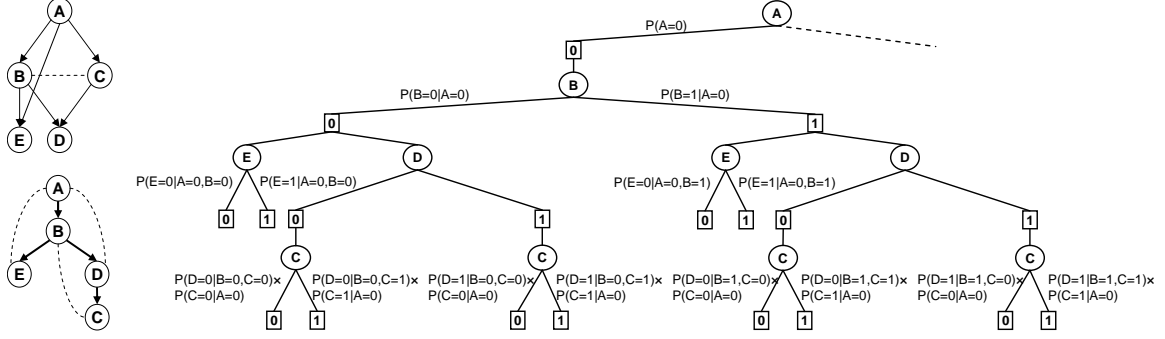 A
B
C
E
D
A
B
E
D
C
A
P(A=0)
0
B
P(B=0|A=0)
P(B=1|A=0)
0
1
E
D
E
D
P(E=0|A=0,B=0)
P(E=1|A=0,B=0)
P(E=0|A=0,B=1)
P(E=1|A=0,B=1)
0
1
0
1
0
1
0
1
C
C
C
C
P(D=0|B=0,C=0)×
P(C=0|A=0)
P(D=0|B=0,C=1)×
P(C=1|A=0)
P(D=1|B=0,C=0)×
P(C=0|A=0)
P(D=1|B=0,C=1)×
P(C=1|A=0)
P(D=0|B=1,C=0)×
P(C=0|A=0)
P(D=0|B=1,C=1)×
P(C=1|A=0)
P(D=1|B=1,C=0)×
P(C=0|A=0)
P(D=1|B=1,C=1)×
P(C=1|A=0)
0
1
0
1
0
1
0
1